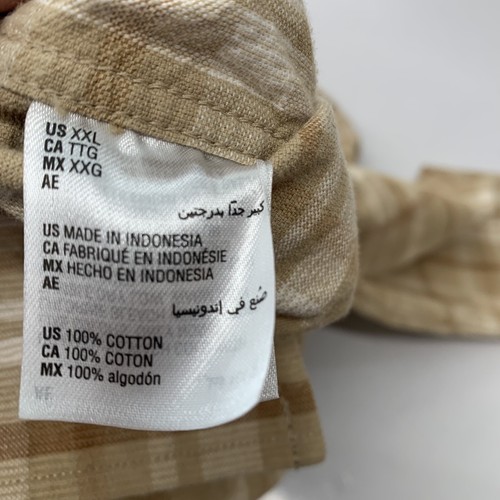 US XXL
CA TTG
MX XXG
AE
كبير جدًا بدرجتين
US MADE IN INDONESIA
CA FABRIQUÉ EN INDONÉSIE
MX HECHO EN INDONESIA
AE
صُنع في إندونيسيا
US 100% COTTON
CA 100% COTON
MX 100% algodón